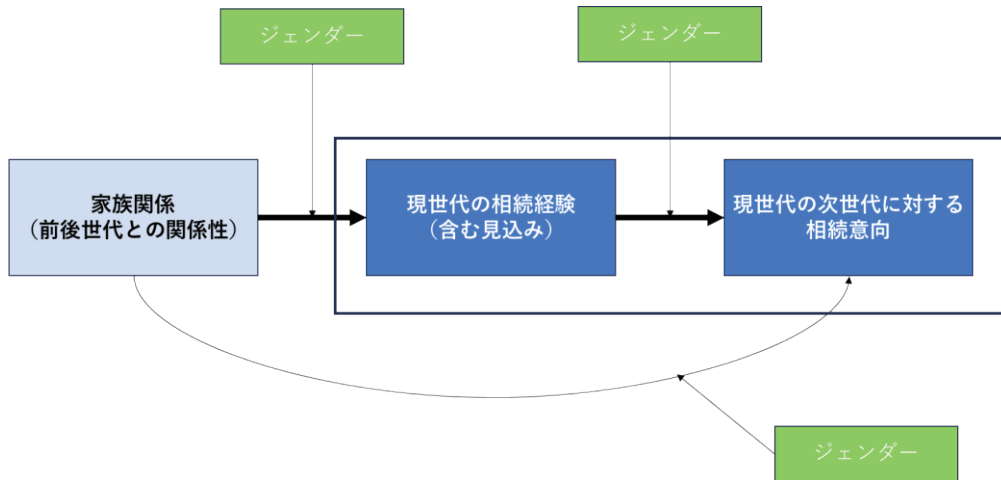 ジェンダー
ジェンダー
家族関係
（前後世代との関係性）
現世代の相続経験
（含む見込み）
現世代の次世代に対する
相続意向
ジェンダー